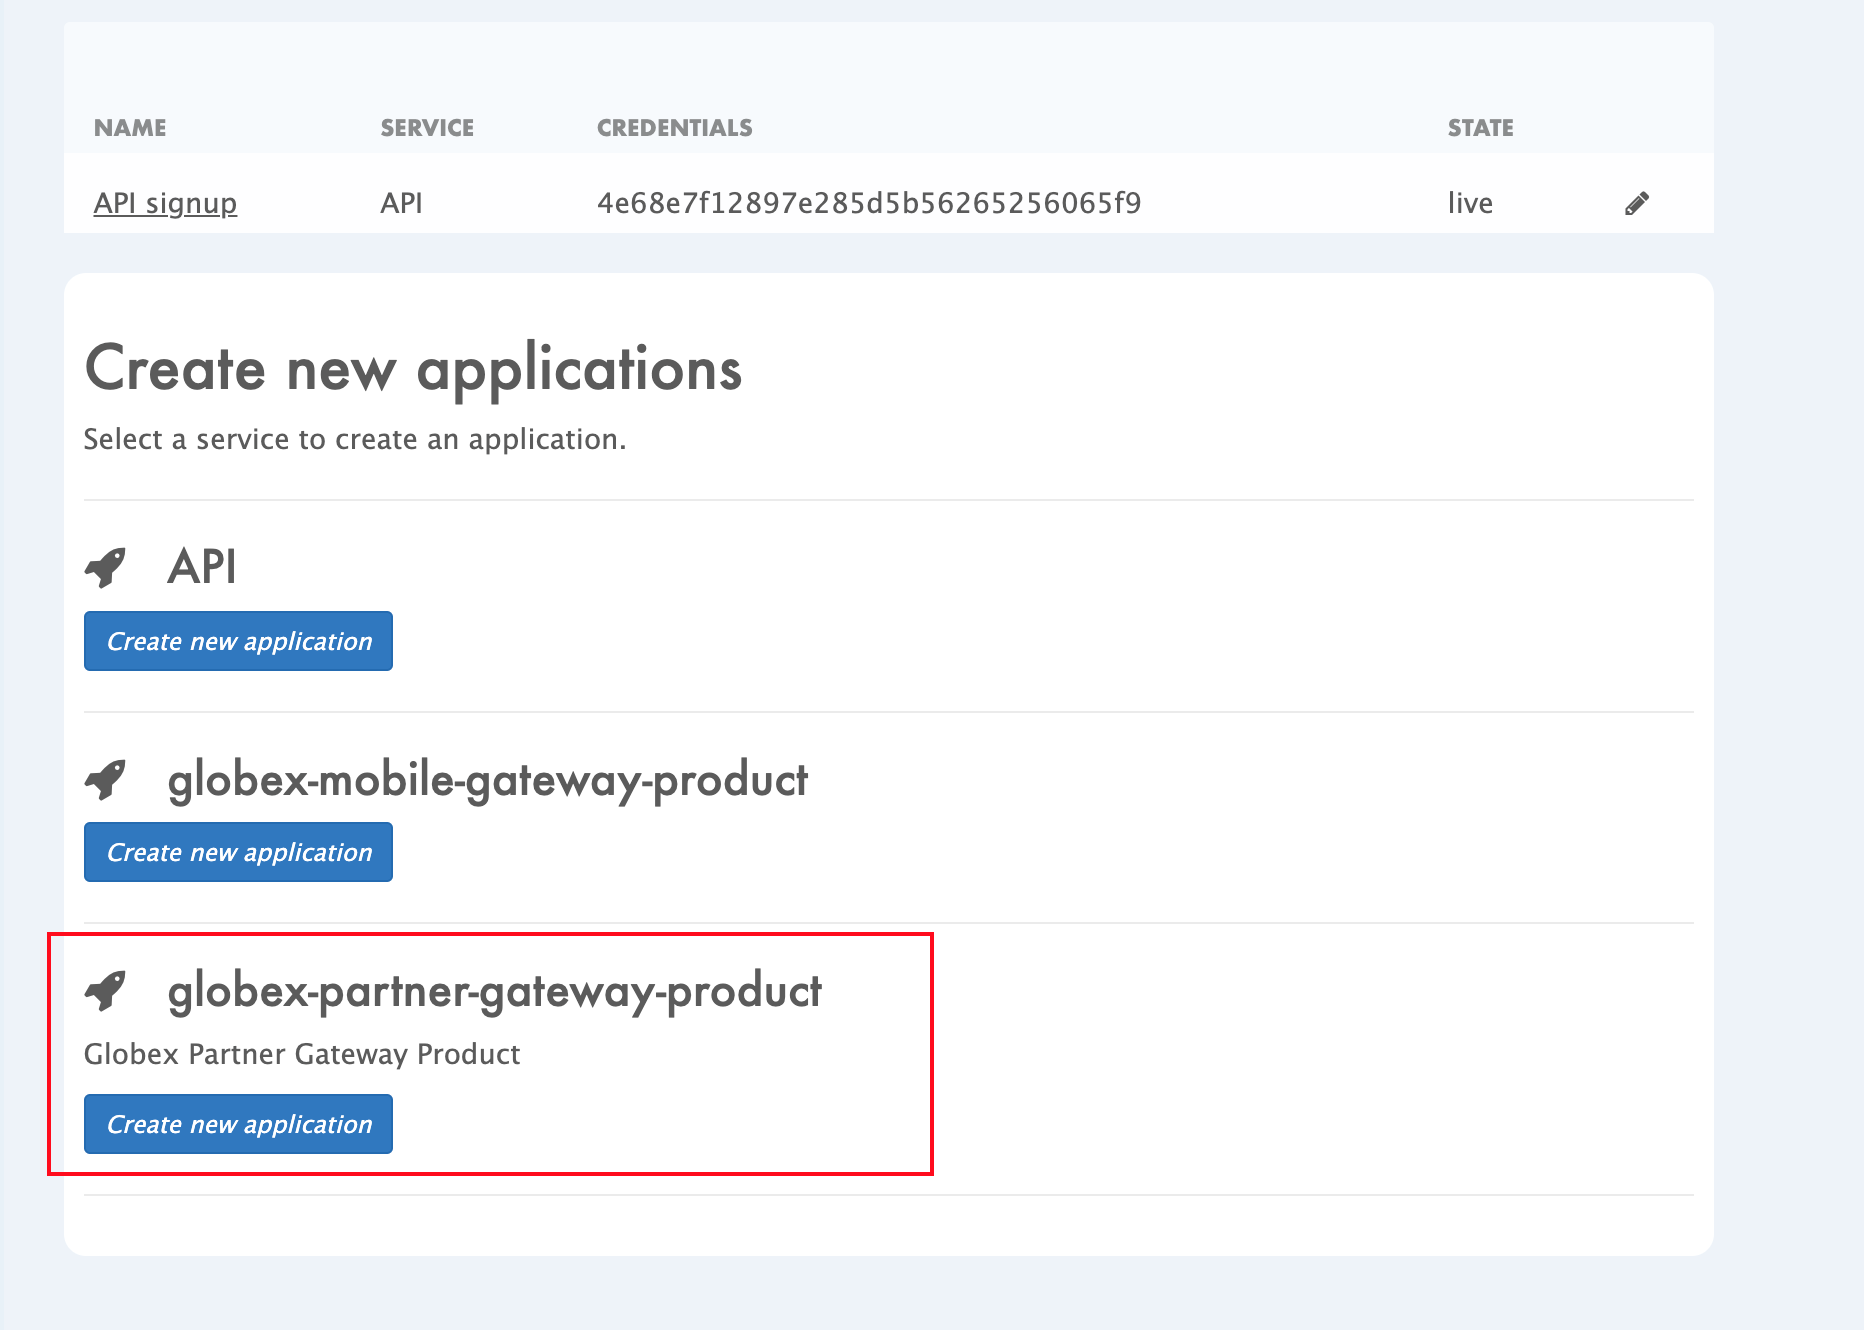 NAME SERVICE CREDENTIALS STATE
API signup API 4e68e7f12897e285d5b56265256065f9 live
Create new applications
Select a service to create an application.
API
Create new application
globex-mobile-gateway-product
Create new application
globex-partner-gateway-product
Globex Partner Gateway Product
Create new application